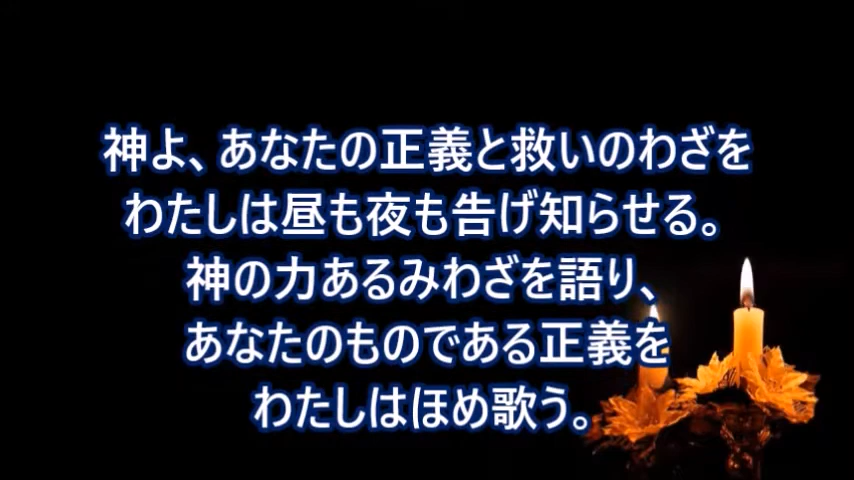 神よ、あなたの正義と救いのわざを
わたしは昼も夜も告げ知らせる。
神の力あるみわざを語り、
あなたのものである正義を
わたしはほめ歌う。